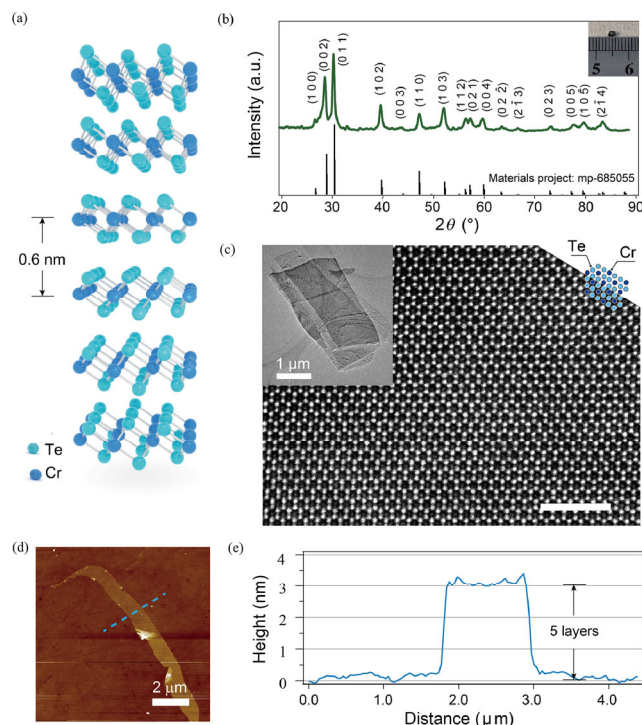 (a)
0.6 nm
Te
Cr
(b)
Intensity (a.u.)
(1 0 0)
(0 0 2)
(0 1 1)
(1 0 2)
(0 0 3)
(1 1 0)
(1 0 3)
(1 1 2)
(0 2 1)
(0 0 4)
(0 2 2̄)
(2 1̄ 3)
(0 2 3)
(0 0 5)
(1 0 5̄)
(2 1̄ 4)
5 6
Materials project: mp-685055
20 30 40 50 60 70 80 90
2θ (°)
(c)
Te
Cr
1 μm
(d)
2 μm
(e)
Height (nm)
4
3
2
1
0
5 layers
0.0 1.0 2.0 3.0 4.0
Distance (μm)